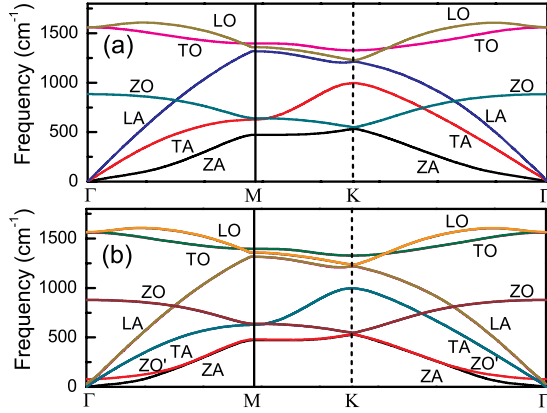 LO
LO
1500
(a)
TO
TO
ZO
ZO
1000
LA
LA
500
TA
TA
ZA
ZA
0
Γ M K Γ
Frequency (cm⁻¹)
LO
LO
1500
(b)
TO
TO
ZO
ZO
1000
LA
LA
500
TA
TA
ZO'
ZO'
ZA
ZA
0
Γ M K Γ
Frequency (cm⁻¹)